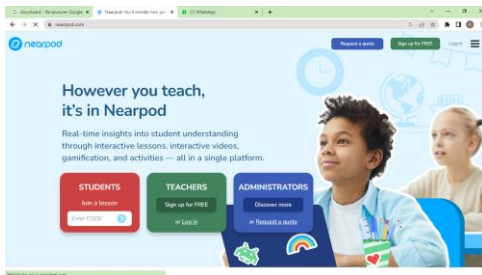 storyboard - Penelusuran Google
Nearpod: You'll wonder how yo
(3) WhatsApp
nearpod.com
nearpod
Request a quote
Sign up for FREE
Log in
However you teach,
it's in Nearpod
Real-time insights into student understanding
through interactive lessons, interactive videos,
gamification, and activities — all in a single platform.
STUDENTS
Join a lesson
Enter CODE
TEACHERS
Sign up for FREE
or Log in
ADMINISTRATORS
Discover more
or Request a quote